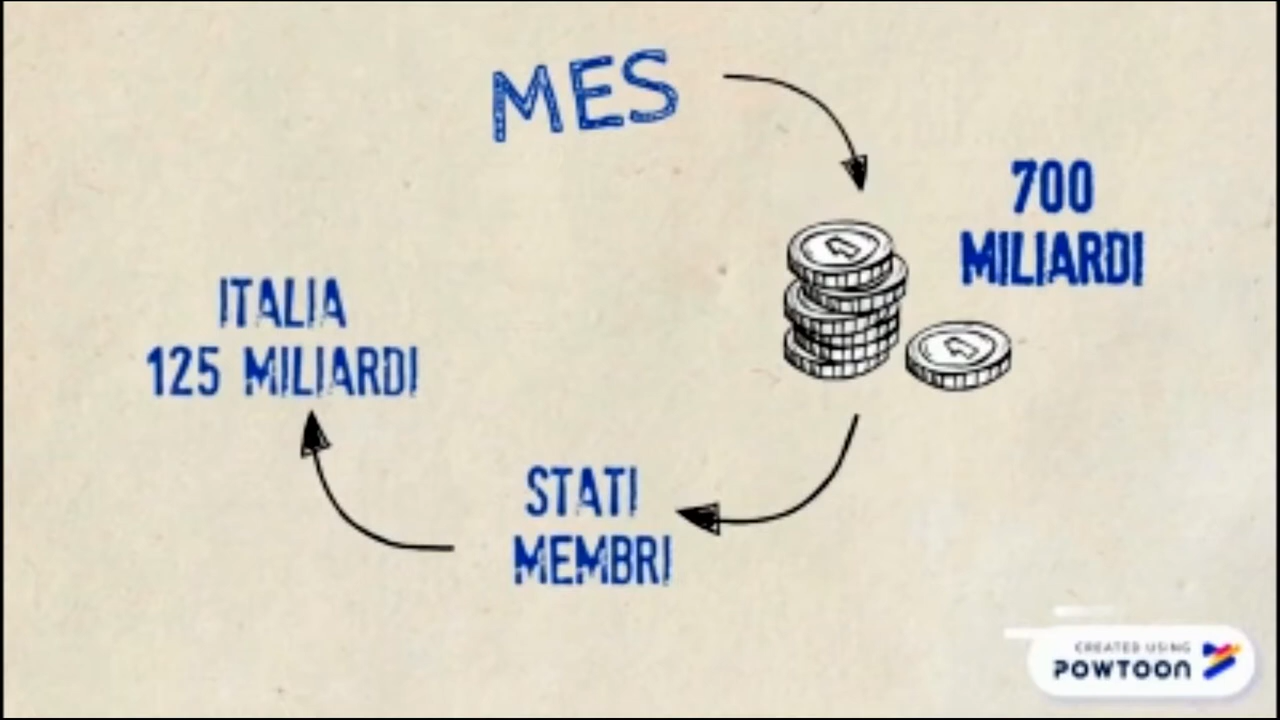 MES
700
MILIARDI
STATI
MEMBRI
ITALIA
125 MILIARDI
CREATED USING
POWTOON